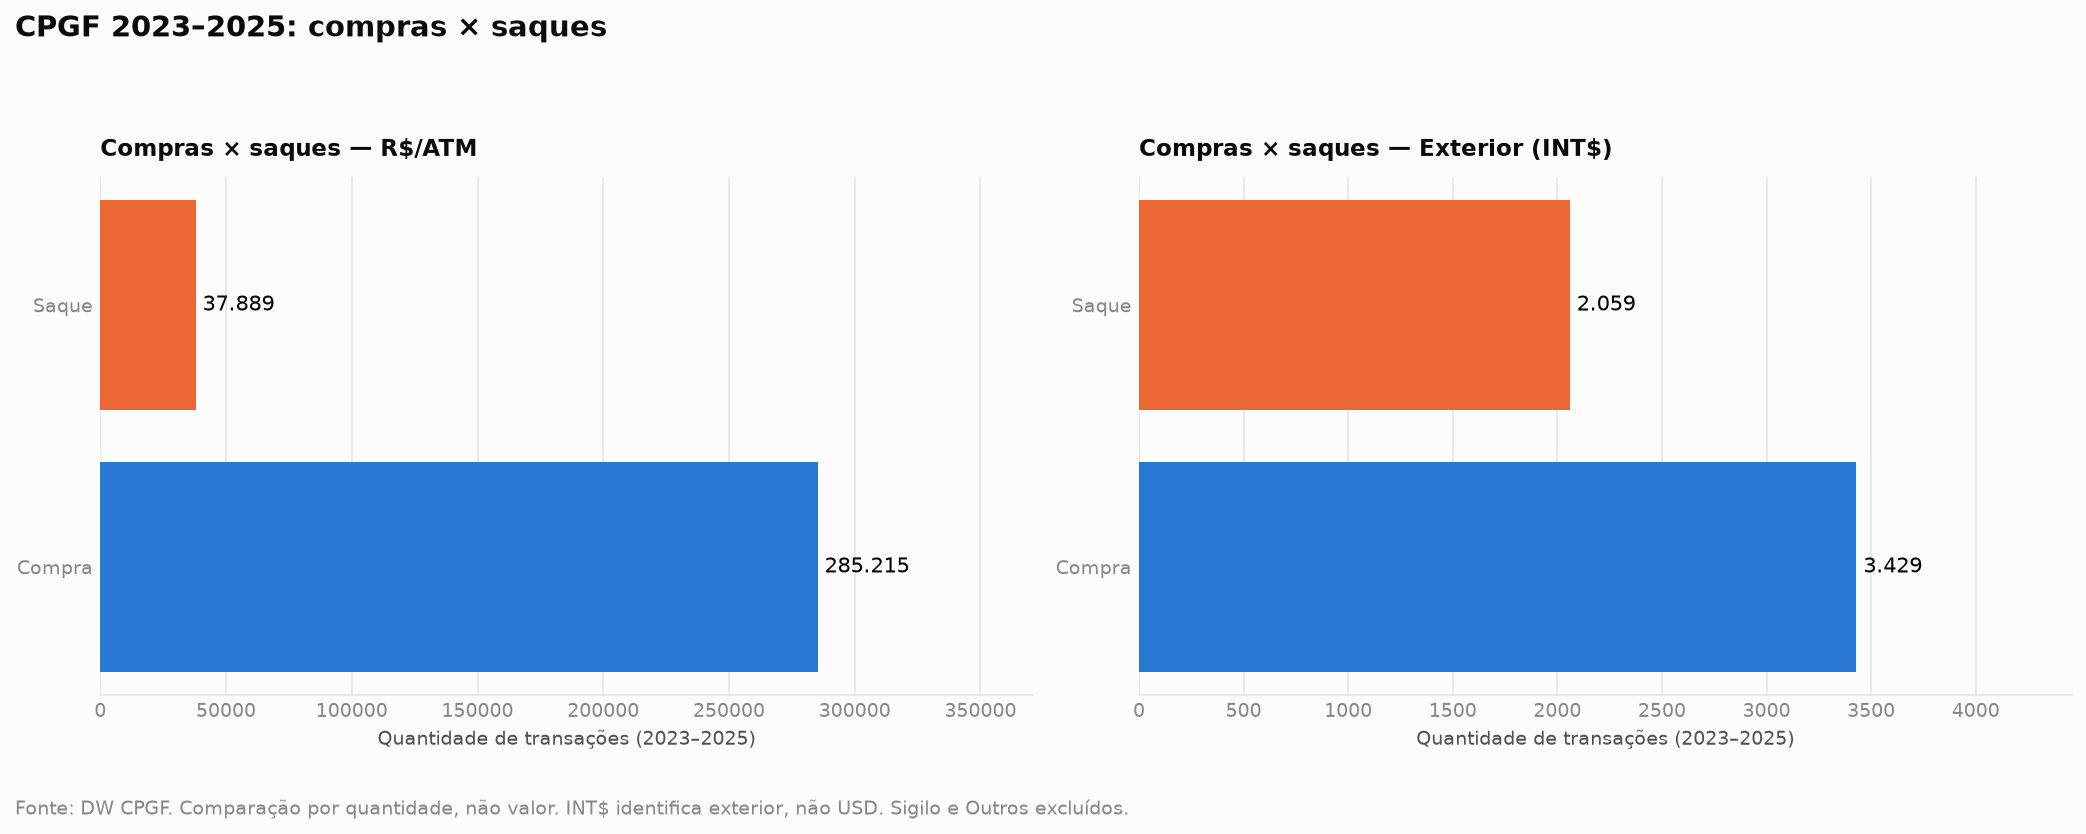 CPGF 2023–2025: compras × saques
Compras × saques — R$/ATM
Saque
37.889
Compra
285.215
0 50000 100000 150000 200000 250000 300000 350000
Quantidade de transações (2023–2025)
Compras × saques — Exterior (INT$)
Saque
2.059
Compra
3.429
0 500 1000 1500 2000 2500 3000 3500 4000
Quantidade de transações (2023–2025)
Fonte: DW CPGF. Comparação por quantidade, não valor. INT$ identifica exterior, não USD. Sigilo e Outros excluídos.